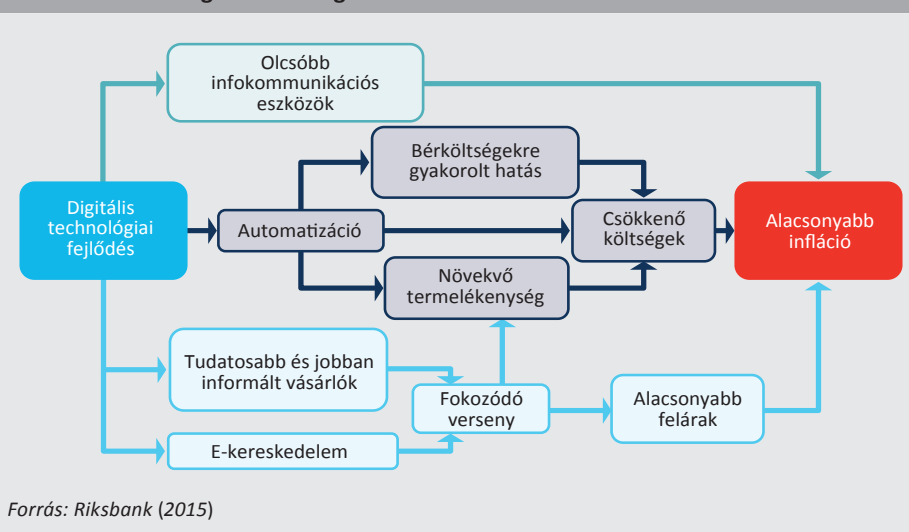 Olcsóbb
infokommunikációs
eszközök
Bérköltségekre
gyakorolt hatás
Digitális
technológiai
fejlődés
Automatizáció
Csökkenő
költségek
Alacsonyabb
infláció
Növekvő
termelékenység
Tudatosabb és jobban
informált vásárlók
Fokozódó
verseny
Alacsonyabb
felárak
E-kereskedelem
Forrás: Riksbank (2015)